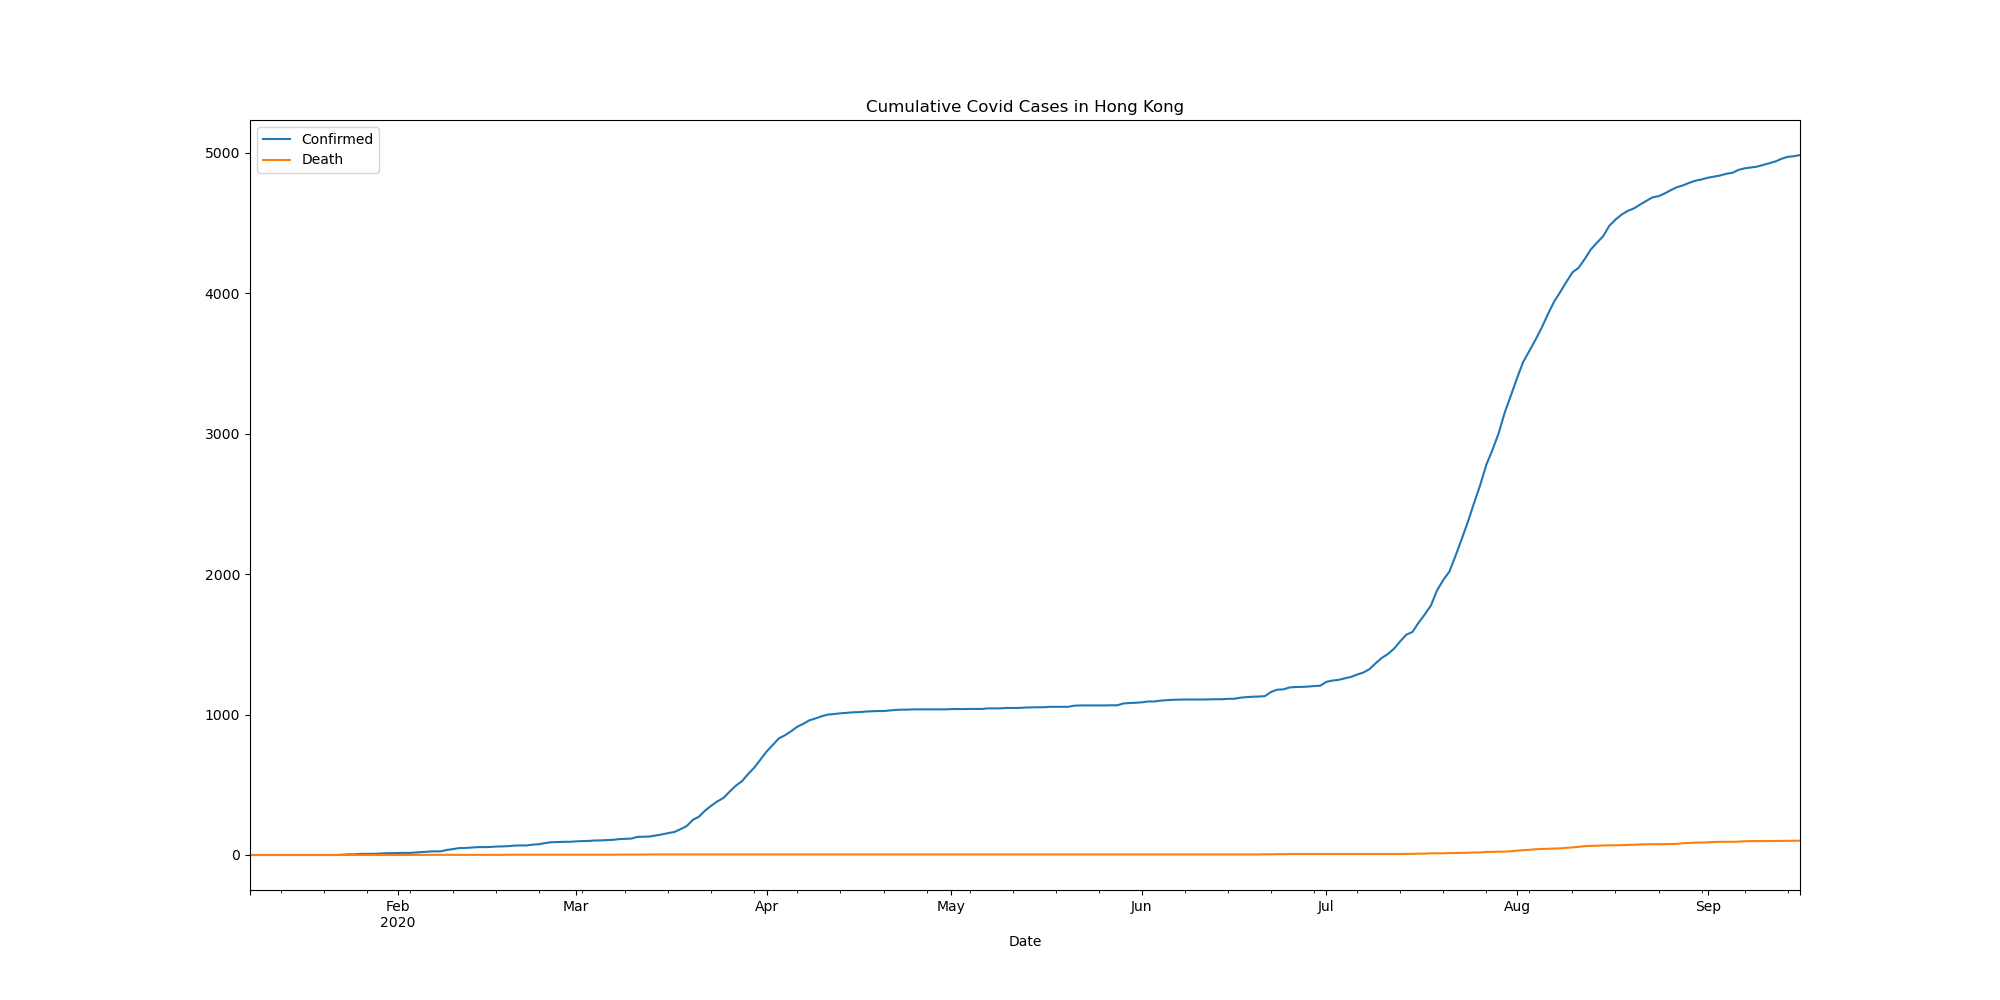 Cumulative Covid Cases in Hong Kong
Confirmed
Death
5000
4000
3000
2000
1000
0
Feb Mar Apr May Jun Jul Aug Sep
2020
Date